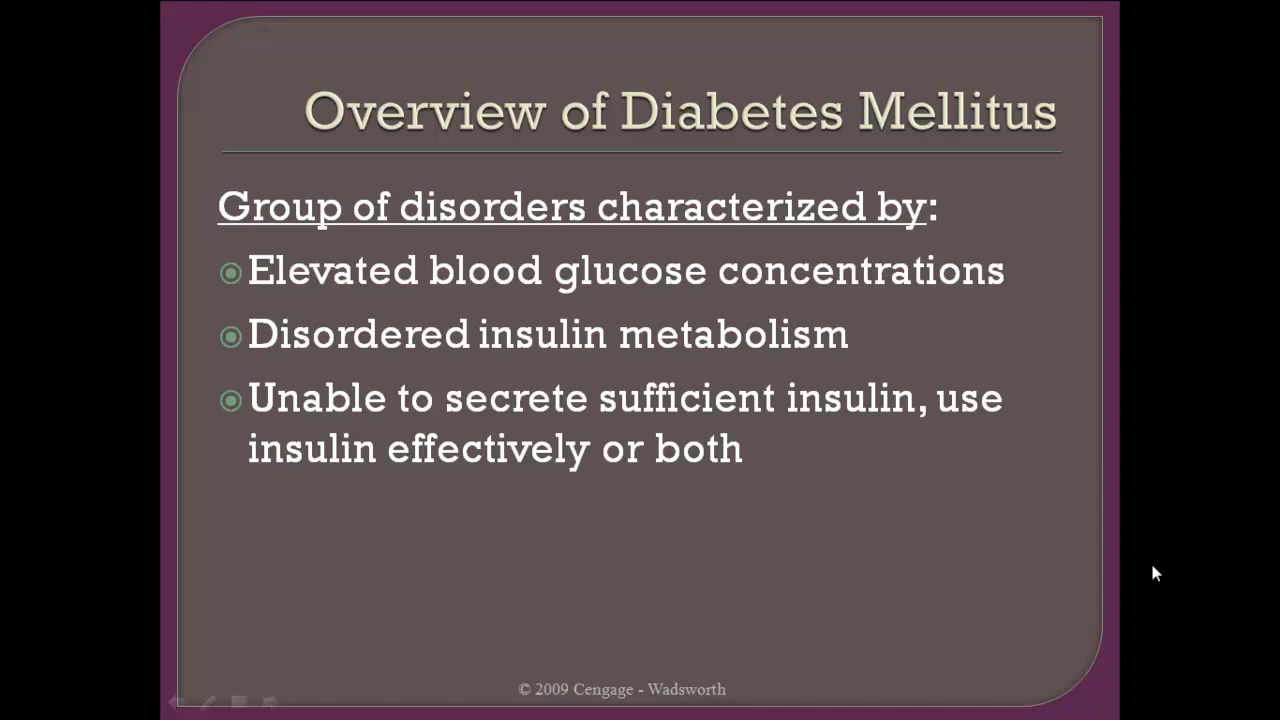 Overview of Diabetes Mellitus
Group of disorders characterized by:
Elevated blood glucose concentrations
Disordered insulin metabolism
Unable to secrete sufficient insulin, use
insulin effectively or both
© 2009 Cengage - Wadsworth